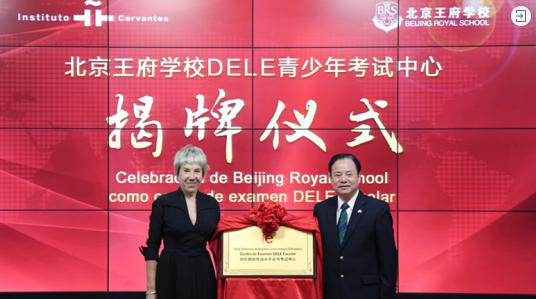 Instituto Cervantes
BRS
北京王府学校
BEIJING ROYAL SCHOOL
北京王府学校DELE青少年考试中心
揭牌仪式
Celebrac de Beijing Royal School
como c de examen DELE olar
Centro de Examen DELE Escolar